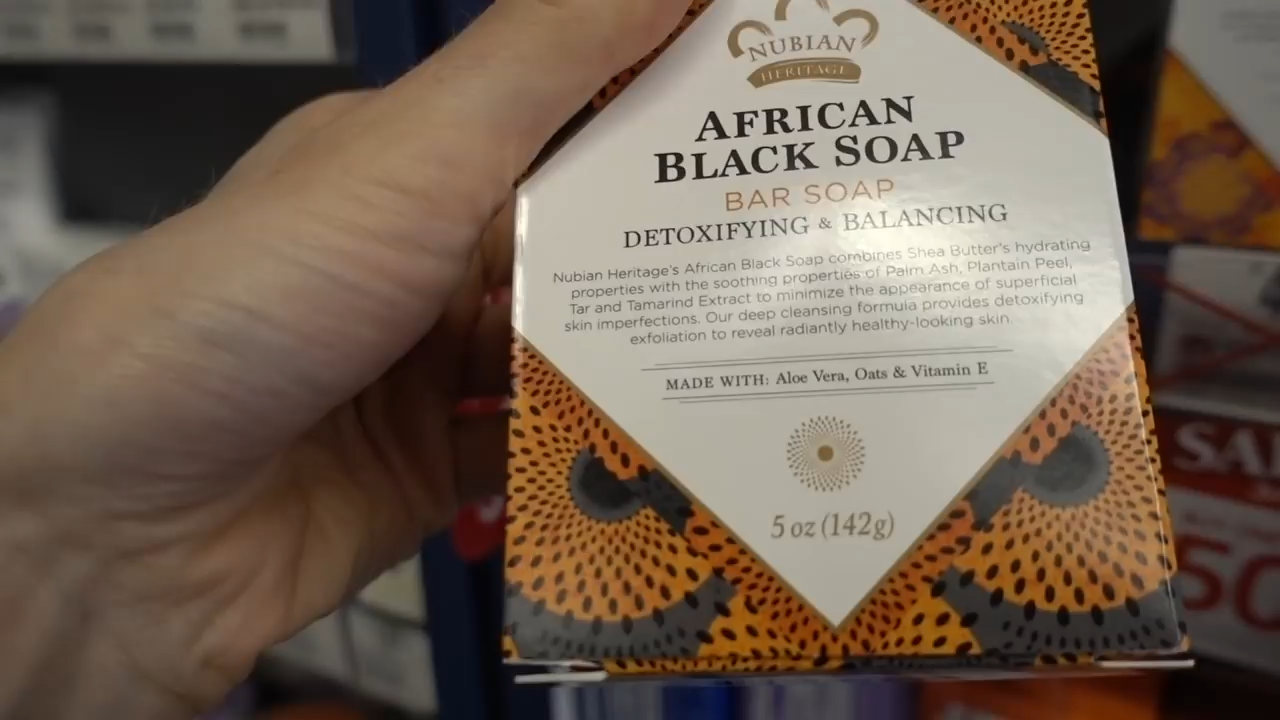 NUBIAN
HERITAGE
AFRICAN
BLACK SOAP
BAR SOAP
DETOXIFYING & BALANCING
Nubian Heritage's African Black Soap combines Shea Butter's hydrating
properties with the soothing properties of Palm Ash, Plantain Peel,
Tar and Tamarind Extract to minimize the appearance of superficial
skin imperfections. Our deep cleansing formula provides detoxifying
exfoliation to reveal radiantly healthy-looking skin.
MADE WITH: Aloe Vera, Oats & Vitamin E
5 oz (142g)